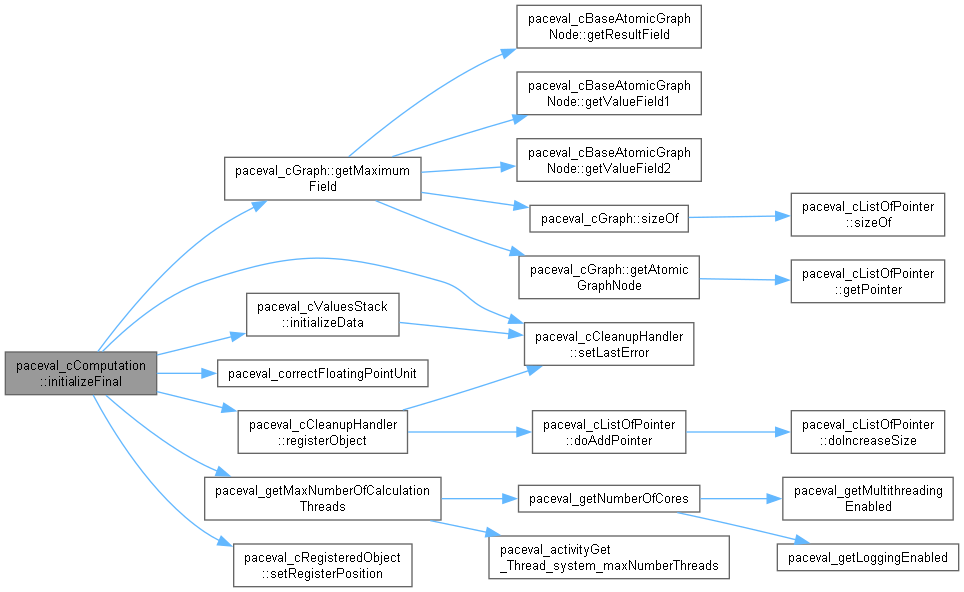 paceval_cBaseAtomicGraph
Node::getResultField
paceval_cBaseAtomicGraph
Node::getValueField1
paceval_cBaseAtomicGraph
Node::getValueField2
paceval_cGraph::getMaximum
Field
paceval_cGraph::sizeOf
paceval_cListOfPointer
::sizeOf
paceval_cGraph::getAtomic
GraphNode
paceval_cListOfPointer
::getPointer
paceval_cValuesStack
::initializeData
paceval_cCleanupHandler
::setLastError
paceval_cComputation
::initializeFinal
paceval_correctFloatingPointUnit
paceval_cCleanupHandler
::registerObject
paceval_cListOfPointer
::doAddPointer
paceval_cListOfPointer
::doIncreaseSize
paceval_getMaxNumberOfCalculation
Threads
paceval_getNumberOfCores
paceval_getMultithreading
Enabled
paceval_activityGet
_Thread_system_maxNumberThreads
paceval_getLoggingEnabled
paceval_cRegisteredObject
::setRegisterPosition